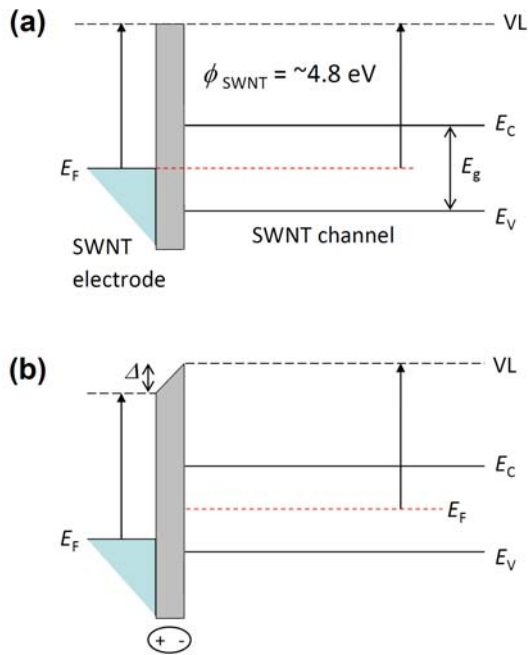 (a)
VL
ϕ SWNT = ~4.8 eV
E_C
E_F
E_g
E_V
SWNT channel
SWNT
electrode
(b)
Δ
VL
E_C
E_F
E_F
E_V
+ -